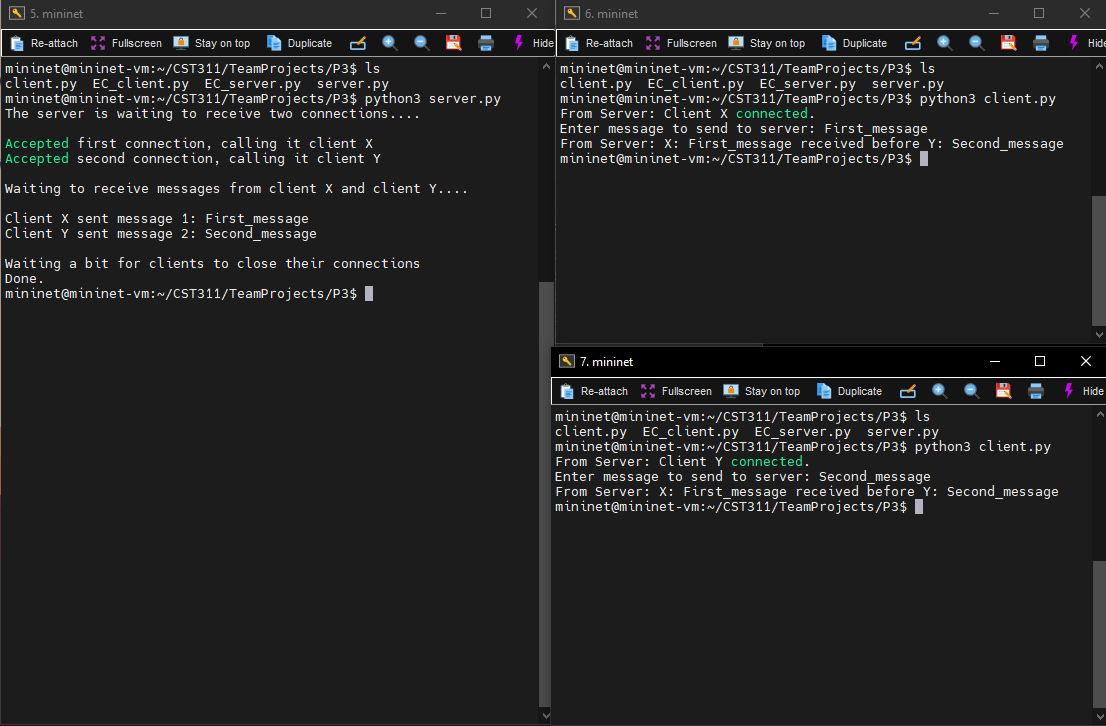 5. mininet
Re-attach Fullscreen Stay on top Duplicate Hide
mininet@mininet-vm:~/CST311/TeamProjects/P3$ ls
client.py  EC_client.py  EC_server.py  server.py
mininet@mininet-vm:~/CST311/TeamProjects/P3$ python3 server.py
The server is waiting to receive two connections....
Accepted first connection, calling it client X
Accepted second connection, calling it client Y
Waiting to receive messages from client X and client Y....
Client X sent message 1: First_message
Client Y sent message 2: Second_message
Waiting a bit for clients to close their connections
Done.
mininet@mininet-vm:~/CST311/TeamProjects/P3$
6. mininet
Re-attach Fullscreen Stay on top Duplicate Hide
mininet@mininet-vm:~/CST311/TeamProjects/P3$ ls
client.py  EC_client.py  EC_server.py  server.py
mininet@mininet-vm:~/CST311/TeamProjects/P3$ python3 client.py
From Server: Client X connected.
Enter message to send to server: First_message
From Server: X: First_message received before Y: Second_message
mininet@mininet-vm:~/CST311/TeamProjects/P3$
7. mininet
Re-attach Fullscreen Stay on top Duplicate Hide
mininet@mininet-vm:~/CST311/TeamProjects/P3$ ls
client.py  EC_client.py  EC_server.py  server.py
mininet@mininet-vm:~/CST311/TeamProjects/P3$ python3 client.py
From Server: Client Y connected.
Enter message to send to server: Second_message
From Server: X: First_message received before Y: Second_message
mininet@mininet-vm:~/CST311/TeamProjects/P3$